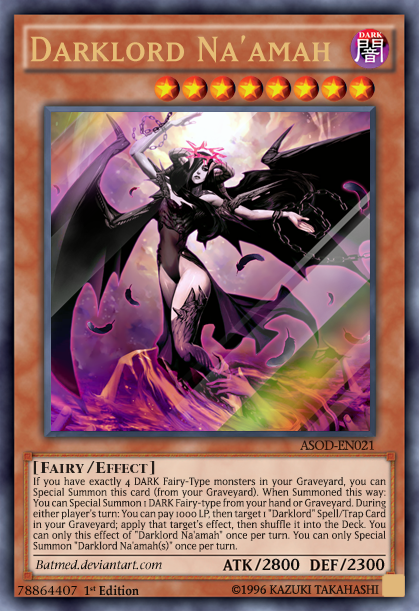 Darklord Na'amah
DARK
闇
ASOD-EN021
[Fairy/Effect]
If you have exactly 4 DARK Fairy-Type monsters in your Graveyard, you can
Special Summon this card (from your Graveyard). When Summoned this way:
You can Special Summon 1 DARK Fairy-type from your hand or Graveyard. During
either player's turn: You can pay 1000 LP, then target 1 "Darklord" Spell/Trap Card
in your Graveyard; apply that target's effect, then shuffle it into the Deck. You
can only this effect of "Darklord Na'amah" once per turn. You can only Special
Summon "Darklord Na'amah(s)" once per turn.
Batmed.deviantart.com
ATK/2800 DEF/2300
78864407 1st Edition ©1996 KAZUKI TAKAHASHI